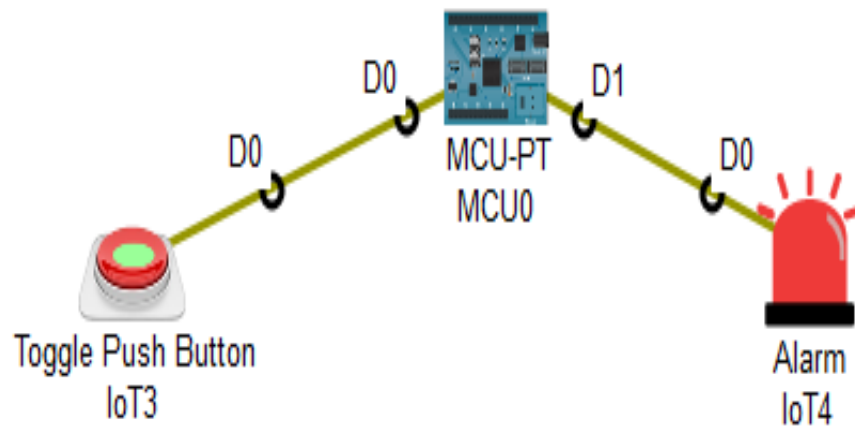 D0
D1
D0
D0
MCU-PT
MCU0
Toggle Push Button
IoT3
Alarm
IoT4